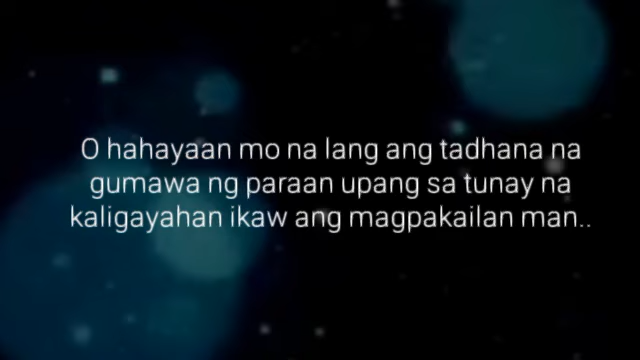 O hahayaan mo na lang ang tadhana na
gumawa ng paraan upang sa tunay na
kaligayahan ikaw ang magpakailan man..